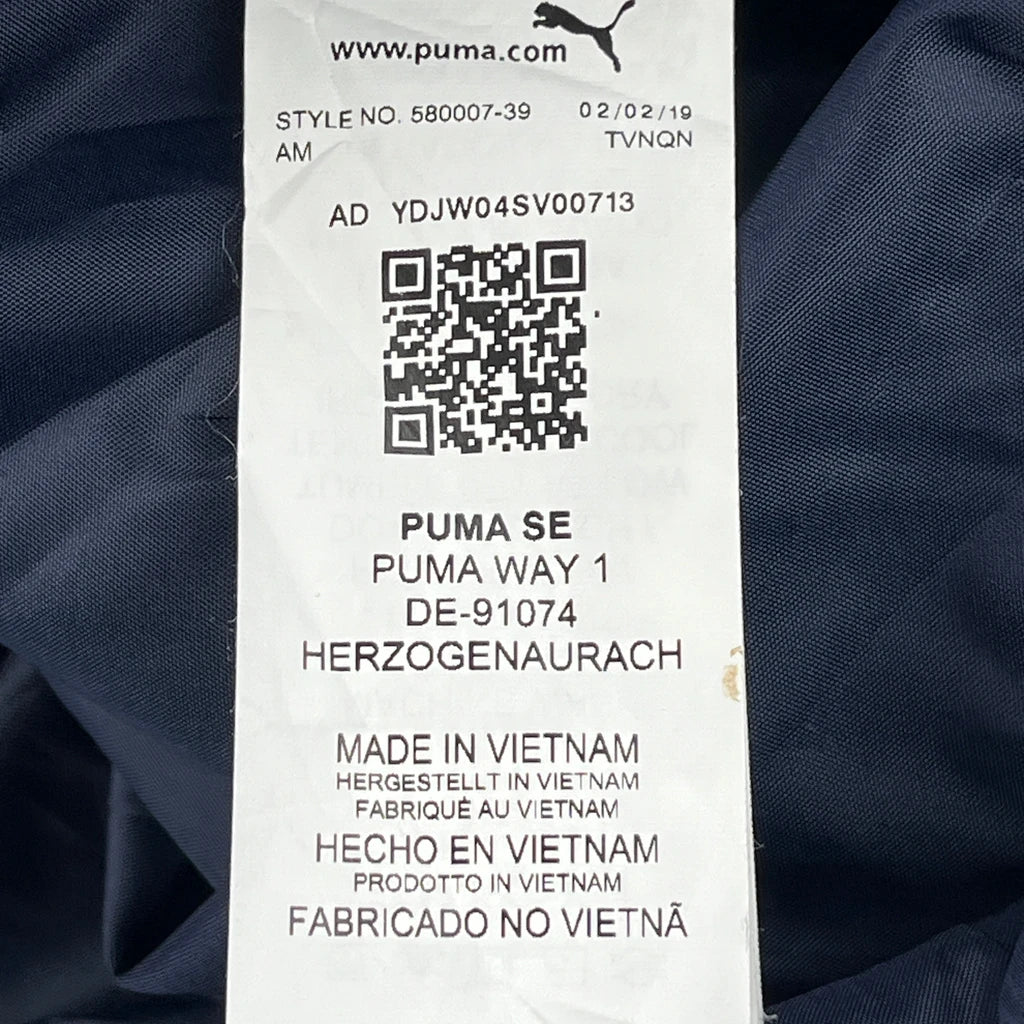 www.puma.com
STYLE NO. 580007-39 02/02/19
AM TVNQN
AD YDJW04SV00713
PUMA SE
PUMA WAY 1
DE-91074
HERZOGENAURACH
MADE IN VIETNAM
HERGESTELLT IN VIETNAM
FABRIQUÉ AU VIETNAM
HECHO EN VIETNAM
PRODOTTO IN VIETNAM
FABRICADO NO VIETNÃ